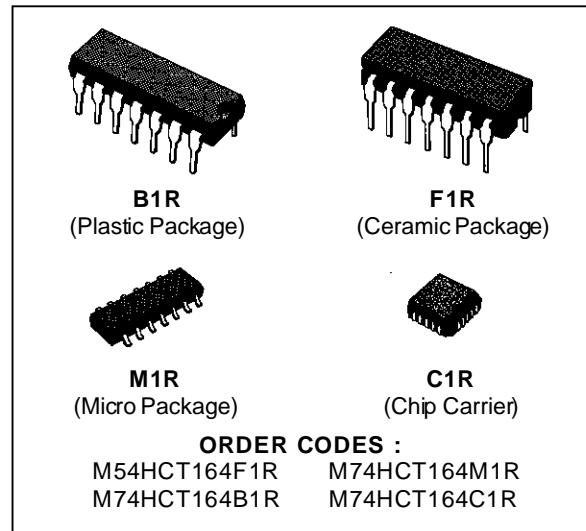 B1R
(Plastic Package)
F1R
(Ceramic Package)
M1R
(Micro Package)
C1R
(Chip Carrier)
ORDER CODES :
M54HCT164F1R M74HCT164M1R
M74HCT164B1R M74HCT164C1R